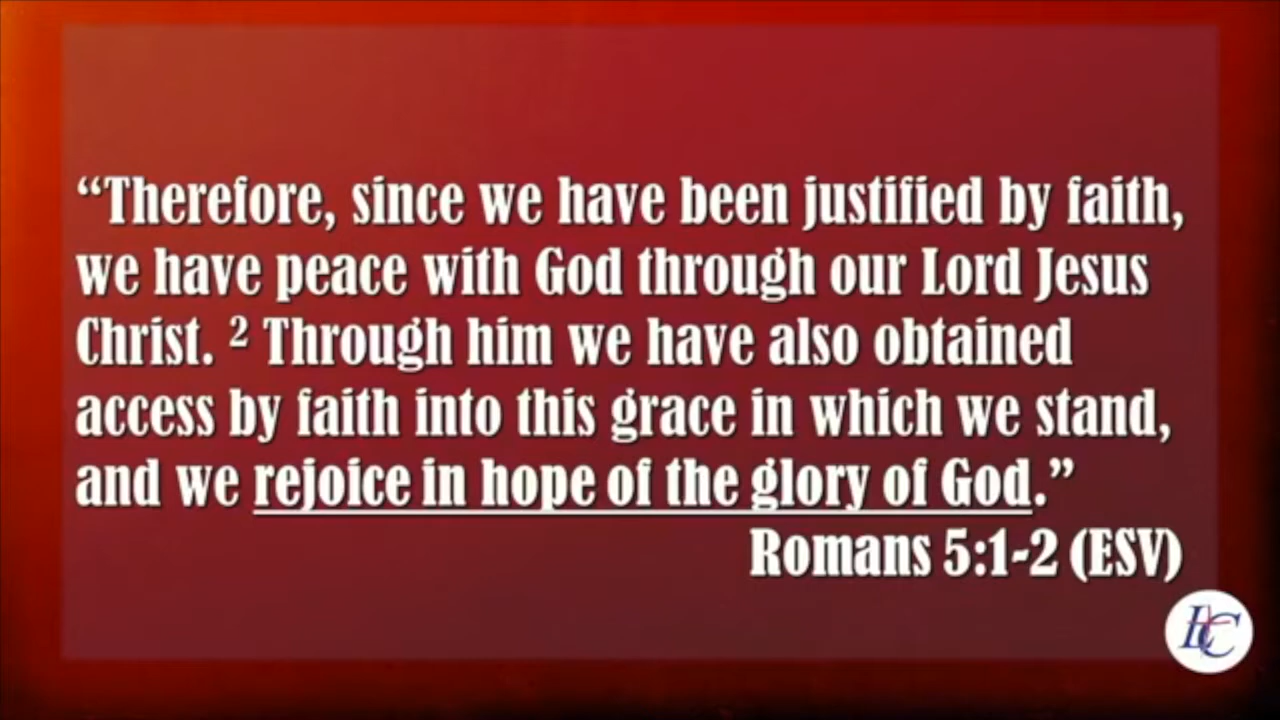 “Therefore, since we have been justified by faith,
we have peace with God through our Lord Jesus
Christ. ² Through him we have also obtained
access by faith into this grace in which we stand,
and we rejoice in hope of the glory of God.”
Romans 5:1-2 (ESV)